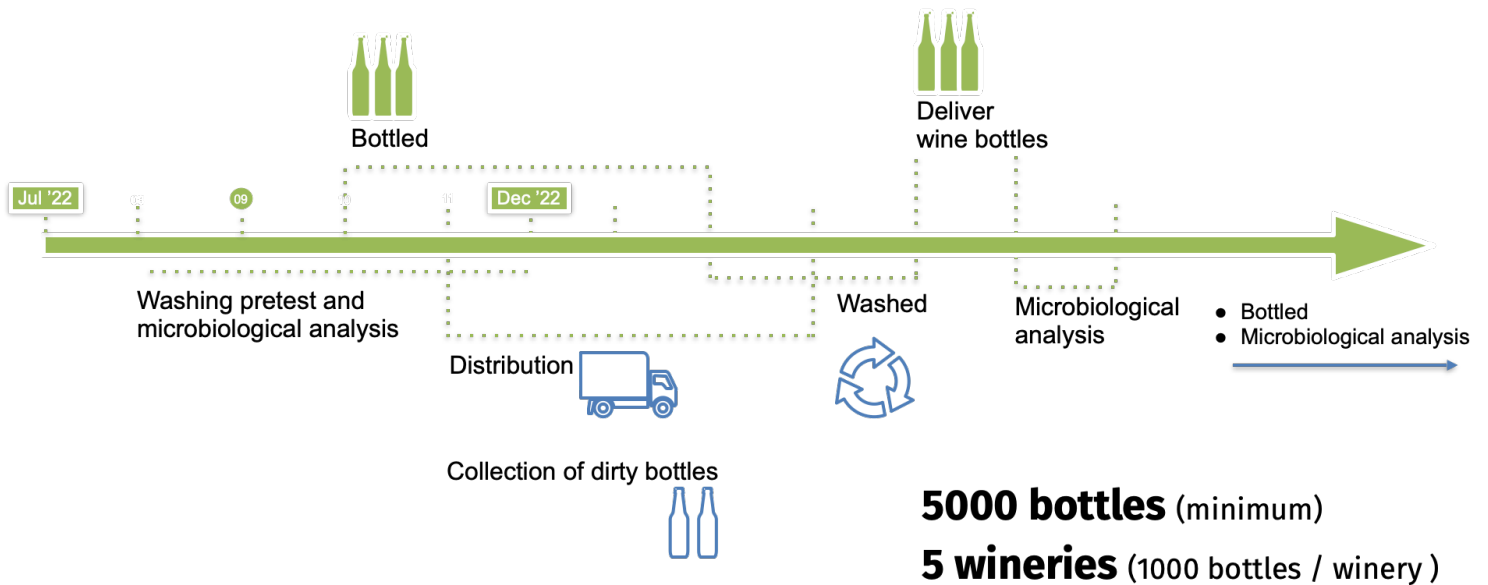 Deliver
wine bottles
Bottled
Jul ’22
09
Dec ’22
Washing pretest and
microbiological analysis
Washed
Microbiological
analysis
● Bottled
● Microbiological analysis
Distribution
Collection of dirty bottles
5000 bottles (minimum)
5 wineries (1000 bottles / winery )